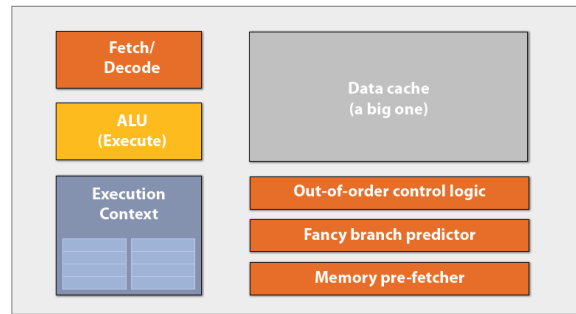 Fetch/
Decode
ALU
(Execute)
Execution
Context
Data cache
(a big one)
Out-of-order control logic
Fancy branch predictor
Memory pre-fetcher